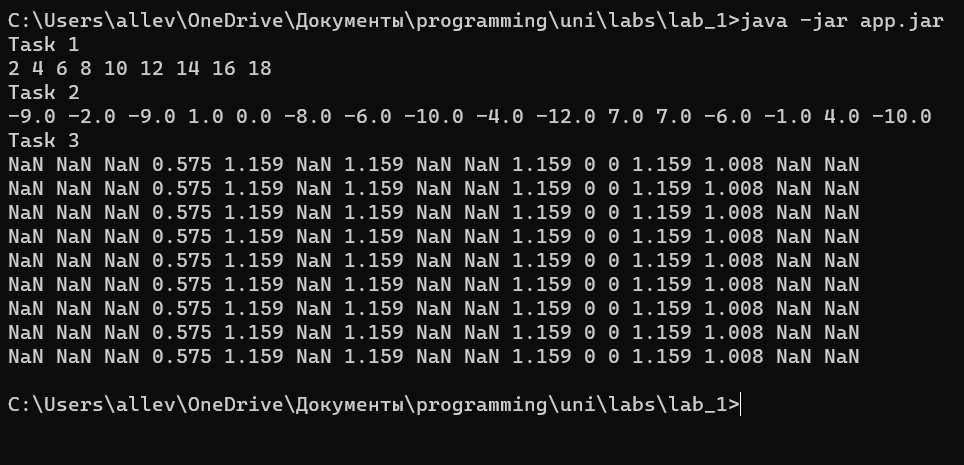 C:\Users\allev\OneDrive\Документы\programming\uni\labs\lab_1>java -jar app.jar
Task 1
2 4 6 8 10 12 14 16 18
Task 2
-9.0 -2.0 -9.0 1.0 0.0 -8.0 -6.0 -10.0 -4.0 -12.0 7.0 7.0 -6.0 -1.0 4.0 -10.0
Task 3
NaN NaN NaN 0.575 1.159 NaN 1.159 NaN NaN 1.159 0 0 1.159 1.008 NaN NaN
NaN NaN NaN 0.575 1.159 NaN 1.159 NaN NaN 1.159 0 0 1.159 1.008 NaN NaN
NaN NaN NaN 0.575 1.159 NaN 1.159 NaN NaN 1.159 0 0 1.159 1.008 NaN NaN
NaN NaN NaN 0.575 1.159 NaN 1.159 NaN NaN 1.159 0 0 1.159 1.008 NaN NaN
NaN NaN NaN 0.575 1.159 NaN 1.159 NaN NaN 1.159 0 0 1.159 1.008 NaN NaN
NaN NaN NaN 0.575 1.159 NaN 1.159 NaN NaN 1.159 0 0 1.159 1.008 NaN NaN
NaN NaN NaN 0.575 1.159 NaN 1.159 NaN NaN 1.159 0 0 1.159 1.008 NaN NaN
NaN NaN NaN 0.575 1.159 NaN 1.159 NaN NaN 1.159 0 0 1.159 1.008 NaN NaN
NaN NaN NaN 0.575 1.159 NaN 1.159 NaN NaN 1.159 0 0 1.159 1.008 NaN NaN
C:\Users\allev\OneDrive\Документы\programming\uni\labs\lab_1>